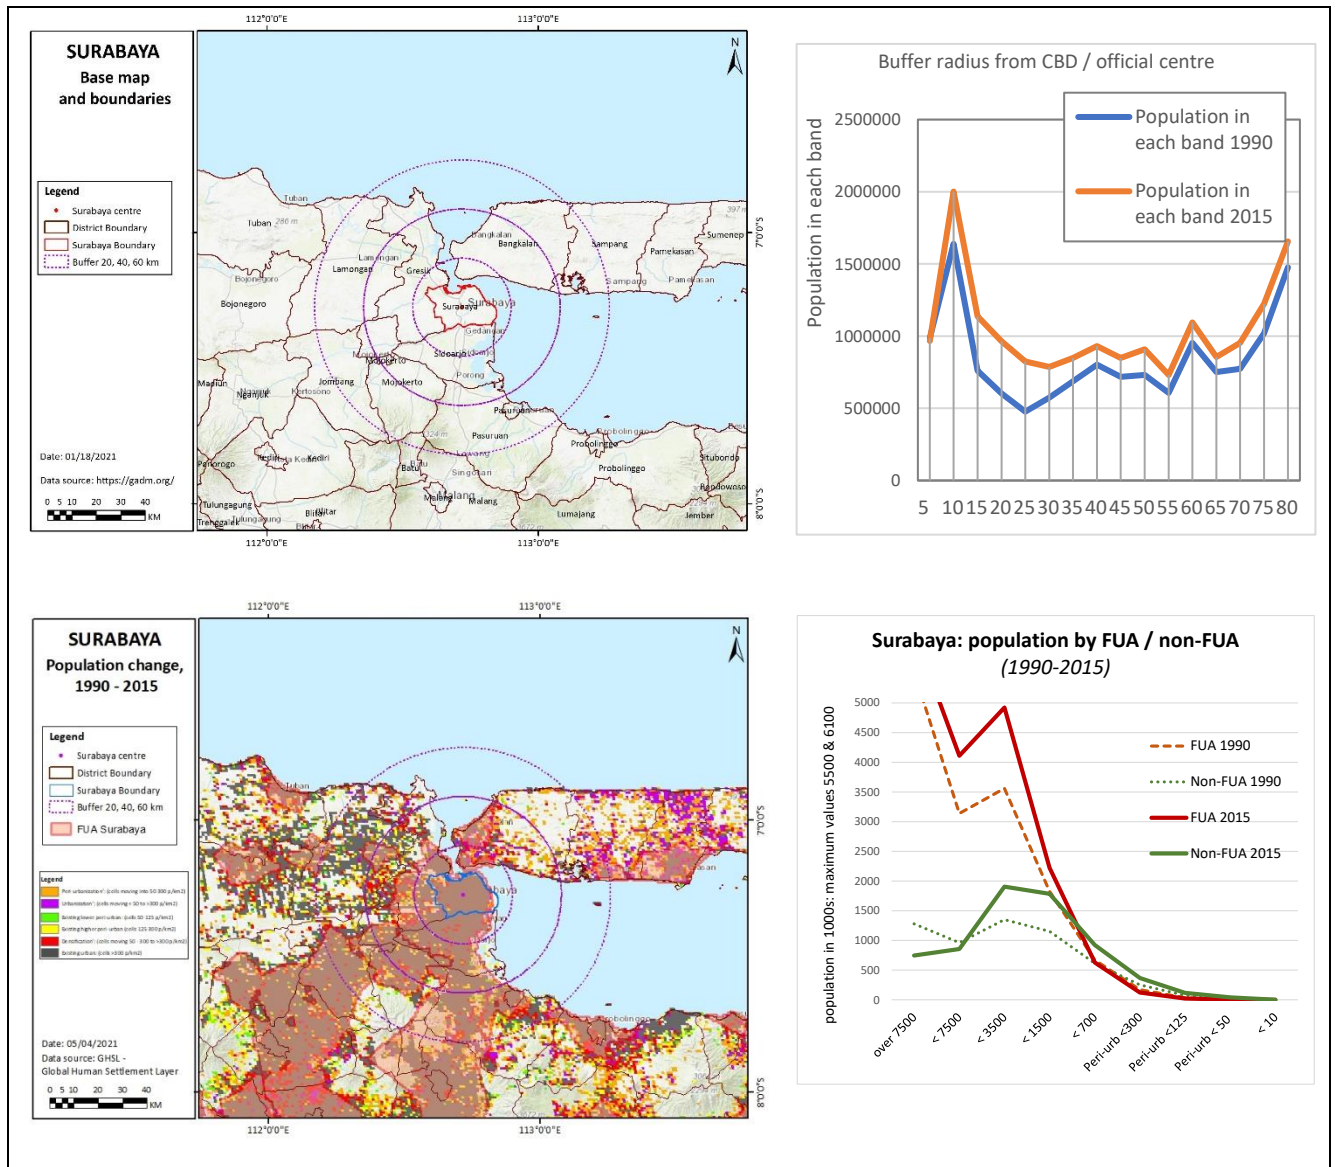 SURABAYA
Base map
and boundaries
Legend
Surabaya centre
District Boundary
Surabaya Boundary
Buffer 20, 40, 60 km
Date: 01/18/2021
Data source: https://gadm.org/
0 5 10 20 30 40
KM
112°0'0"E
113°0'0"E
N
7°0'0"S
8°0'0"S
112°0'0"E
113°0'0"E
Tuban
Tuban
286 m
Lamongan
Lamongan
Gresik
Bangkalan
Bangkalan
Sampang
Sampang
Pamekasan
Sumenep
397 m
Bojonegoro
Bojonegoro
Surabaya
Surabaya
Gedangan
Sidoarjo
Porong
Mojokerto
Mojokerto
Jombang
Kertosono
Madiun
Nganjuk
Nganjuk
Pasuruan
Pasuruan
Probolinggo
Probolinggo
Situbondo
Bondowoso
Ponorogo
Kediri
Kediri
Batu
Lawang
Singosari
Malang
Malang
Malang
Tulungagung
Tulungagung
Trenggalek
Blitar
Blitar
Lumajang
Jember
Buffer radius from CBD / official centre
Population in each band
2500000
2000000
1500000
1000000
500000
0
5 10 15 20 25 30 35 40 45 50 55 60 65 70 75 80
Population in
each band 1990
Population in
each band 2015
SURABAYA
Population change,
1990 - 2015
Legend
Surabaya centre
District Boundary
Surabaya Boundary
Buffer 20, 40, 60 km
FUA Surabaya
Legend
Date: 05/04/2021
Data source: GHSL -
Global Human Settlement Layer
0 5 10 20 30 40
KM
112°0'0"E
113°0'0"E
N
7°0'0"S
8°0'0"S
112°0'0"E
113°0'0"E
Tuban
Surabaya: population by FUA / non-FUA
(1990-2015)
population in 1000s: maximum values 5500 & 6100
5000
4500
4000
3500
3000
2500
2000
1500
1000
500
0
FUA 1990
Non-FUA 1990
FUA 2015
Non-FUA 2015
over 7500
< 7500
<3500
<1500
< 700
Peri-urb <300
Peri-urb <125
Peri-urb < 50
< 10